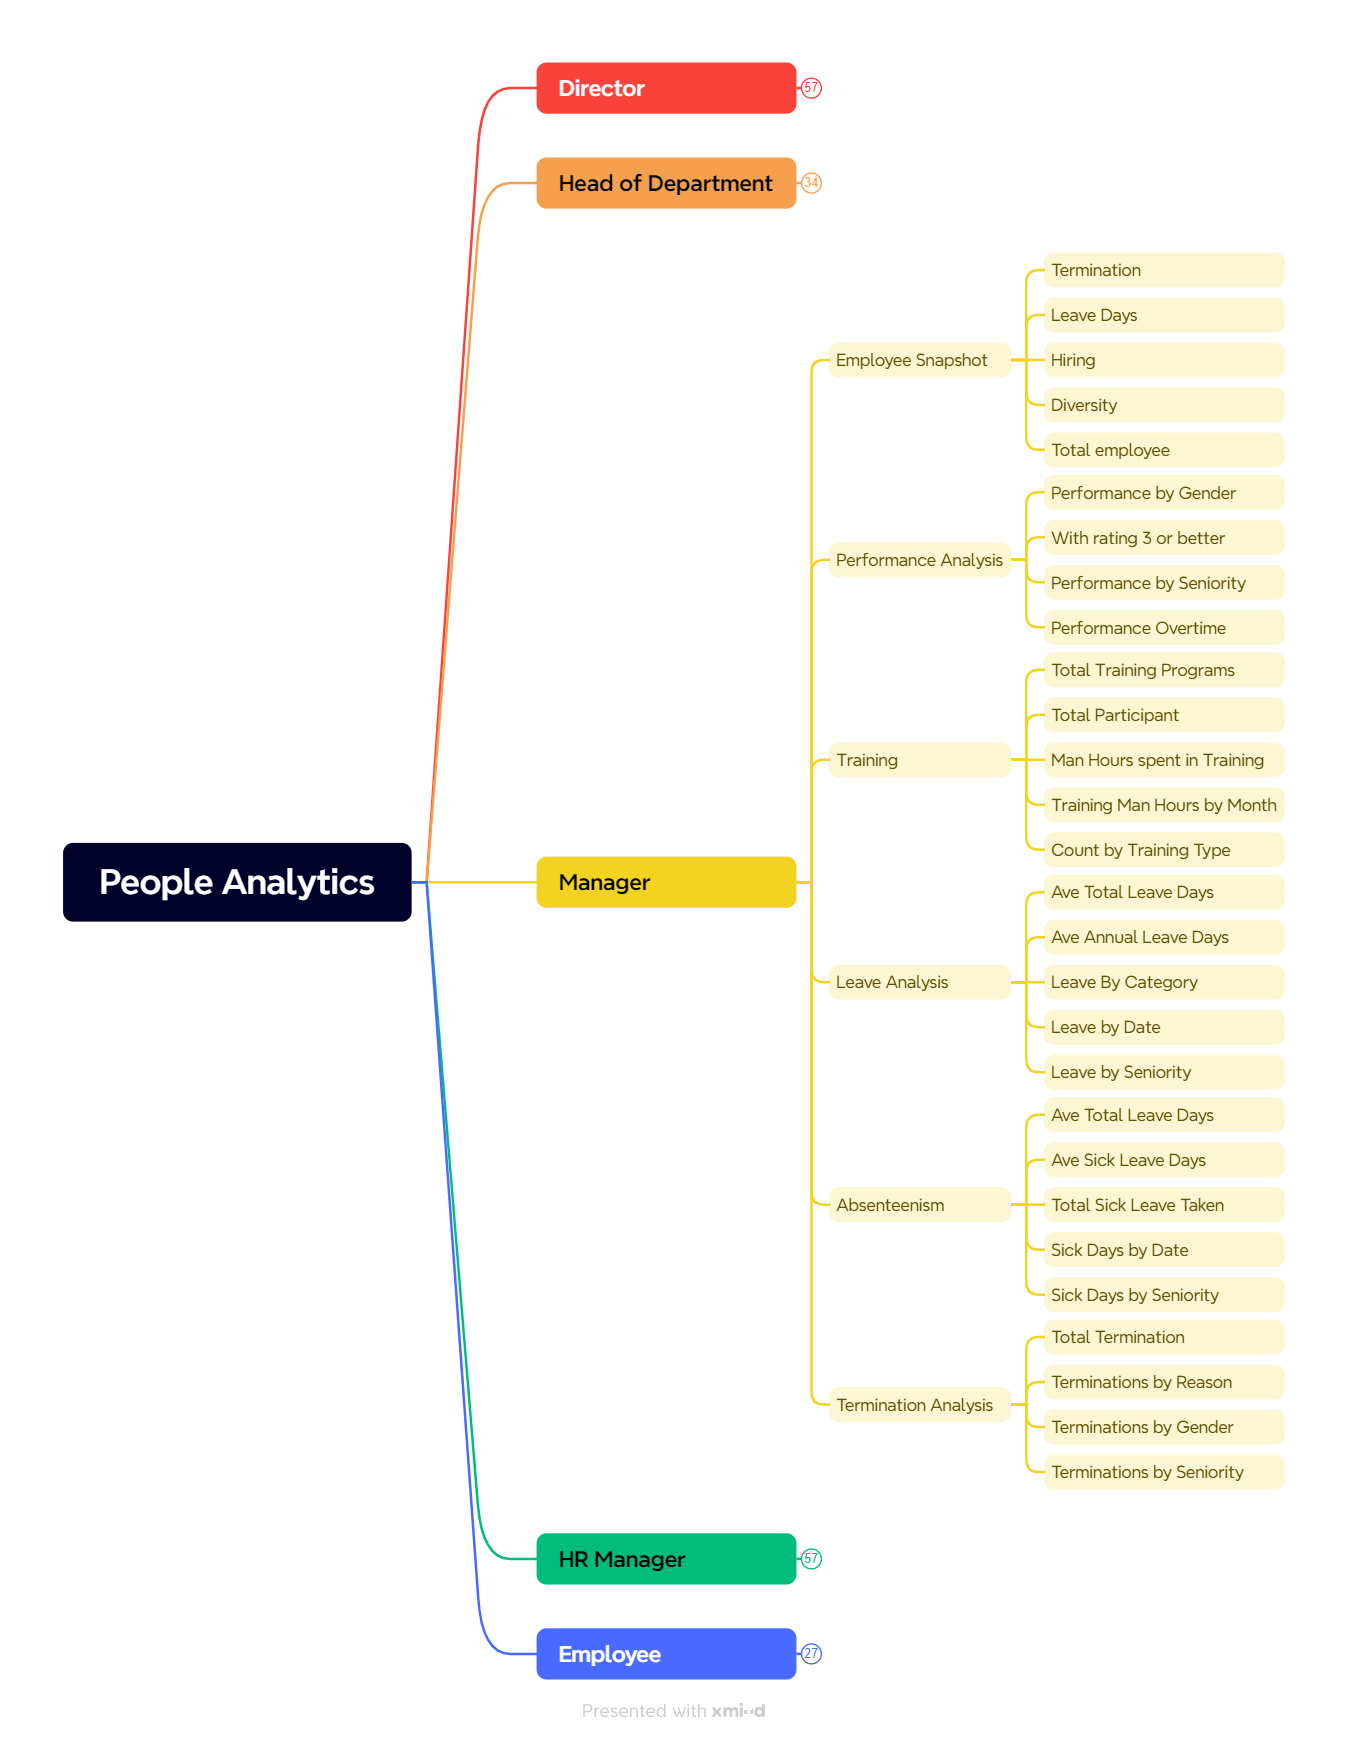 Director
57
Head of Department
34
Termination
Leave Days
Employee Snapshot
Hiring
Diversity
Total employee
Performance by Gender
With rating 3 or better
Performance Analysis
Performance by Seniority
Performance Overtime
Total Training Programs
Total Participant
Training
Man Hours spent in Training
Training Man Hours by Month
Count by Training Type
People Analytics
Manager
Ave Total Leave Days
Ave Annual Leave Days
Leave Analysis
Leave By Category
Leave by Date
Leave by Seniority
Ave Total Leave Days
Ave Sick Leave Days
Absenteenism
Total Sick Leave Taken
Sick Days by Date
Sick Days by Seniority
Total Termination
Terminations by Reason
Termination Analysis
Terminations by Gender
Terminations by Seniority
HR Manager
57
Employee
27
Presented with xmind